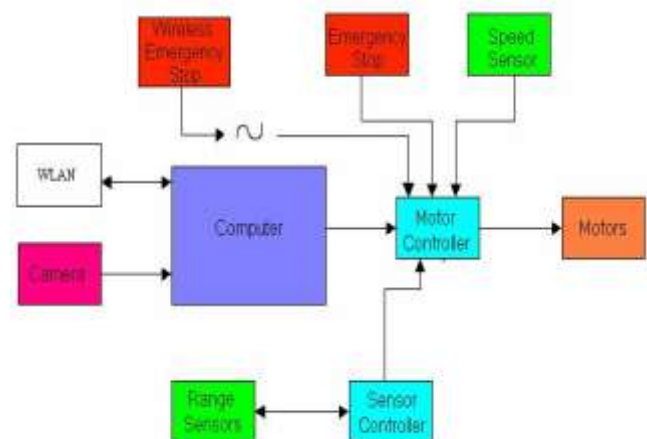 Wireless
Emergency
Stop
Emergency
Stop
Speed
Sensor
WLAN
Computer
Motor
Controller
Motors
Camera
Range
Sensors
Sensor
Controller